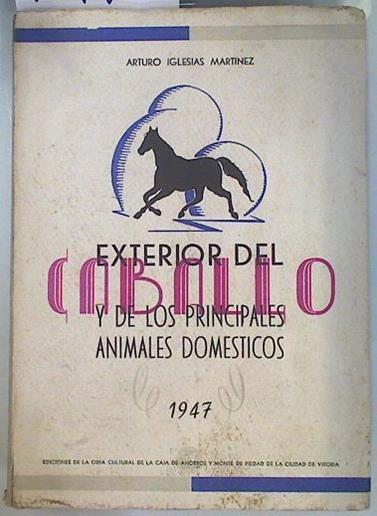 ARTURO IGLESIAS MARTINEZ
EXTERIOR DEL
CABALLO
Y DE LOS PRINCIPALES
ANIMALES DOMESTICOS
1947
EDICIONES DE LA OBRA CULTURAL DE LA CAJA DE AHORROS Y MONTE DE PIEDAD DE LA CIUDAD DE VITORIA